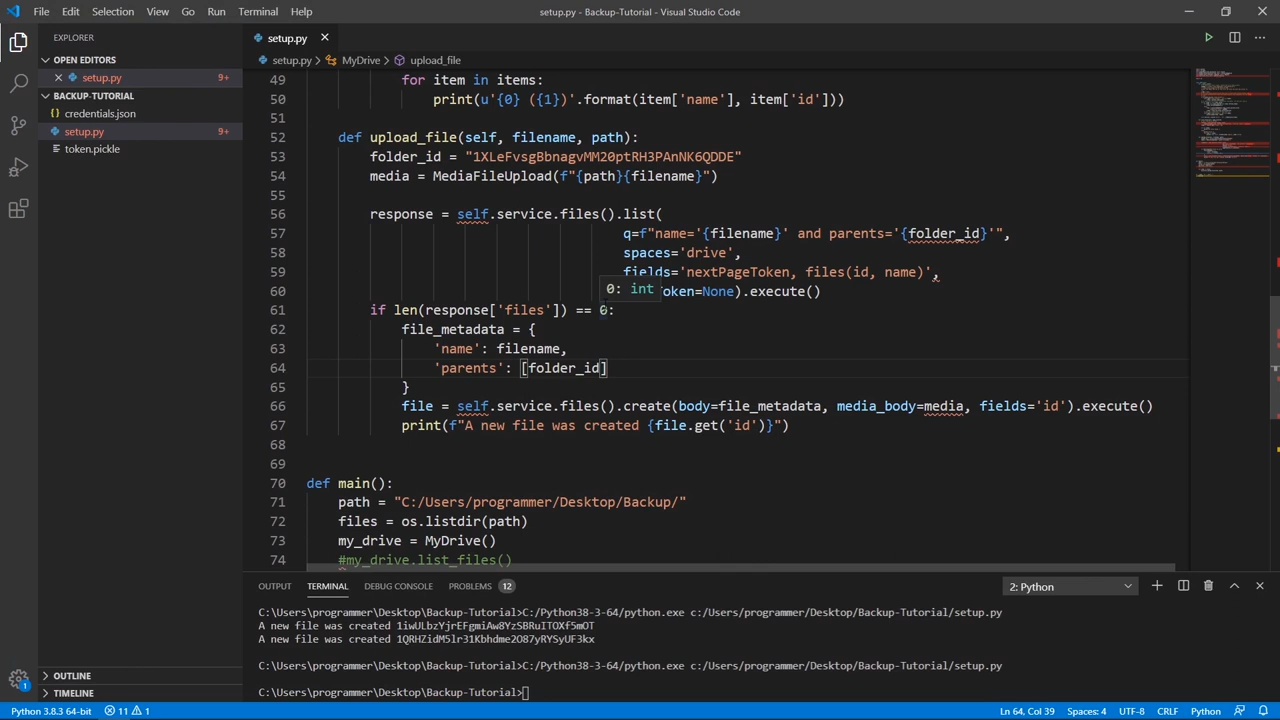 File Edit Selection View Go Run Terminal Help
setup.py - Backup-Tutorial - Visual Studio Code
EXPLORER
OPEN EDITORS
setup.py 9+
BACKUP-TUTORIAL
credentials.json
setup.py 9+
token.pickle
OUTLINE
TIMELINE
setup.py
setup.py > MyDrive > upload_file
49 for item in items:
50 print(u'{0} ({1})'.format(item['name'], item['id']))
51
52 def upload_file(self, filename, path):
53 folder_id = "1XLeFvsgBbnagvMM20ptRH3PAnNK6QDDE"
54 media = MediaFileUpload(f"{path}{filename}")
55
56 response = self.service.files().list(
57 q=f"name='{filename}' and parents='{folder_id}'",
58 spaces='drive',
59 fields='nextPageToken, files(id, name)',
0: int
60 oken=None).execute()
61 if len(response['files']) == 0:
62 file_metadata = {
63 'name': filename,
64 'parents': [folder_id]
65 }
66 file = self.service.files().create(body=file_metadata, media_body=media, fields='id').execute()
67 print(f"A new file was created {file.get('id')}")
68
69
70 def main():
71 path = "C:/Users/programmer/Desktop/Backup/"
72 files = os.listdir(path)
73 my_drive = MyDrive()
74 #my_drive.list_files()
OUTPUT TERMINAL DEBUG CONSOLE PROBLEMS 12
2: Python
C:\Users\programmer\Desktop\Backup-Tutorial>C:/Python38-3-64/python.exe c:/Users/programmer/Desktop/Backup-Tutorial/setup.py
A new file was created 1iwULbzYjrEFgmiAw8YzSBRuITOXf5mOT
A new file was created 1QRHZidM5lr31Kbhdme2O87yRYSyUF3kx
C:\Users\programmer\Desktop\Backup-Tutorial>C:/Python38-3-64/python.exe c:/Users/programmer/Desktop/Backup-Tutorial/setup.py
C:\Users\programmer\Desktop\Backup-Tutorial>
1
Python 3.8.3 64-bit 11 1
Ln 64, Col 39 Spaces: 4 UTF-8 CRLF Python